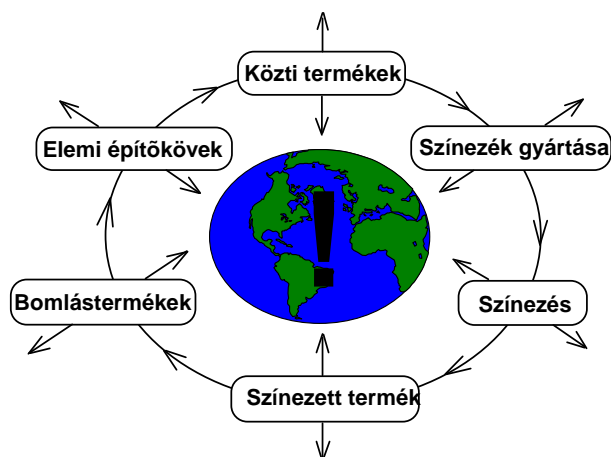 Közti termékek
Elemi építőkövek
Színezék gyártása
!
Bomlástermékek
Színezés
Színezett termék